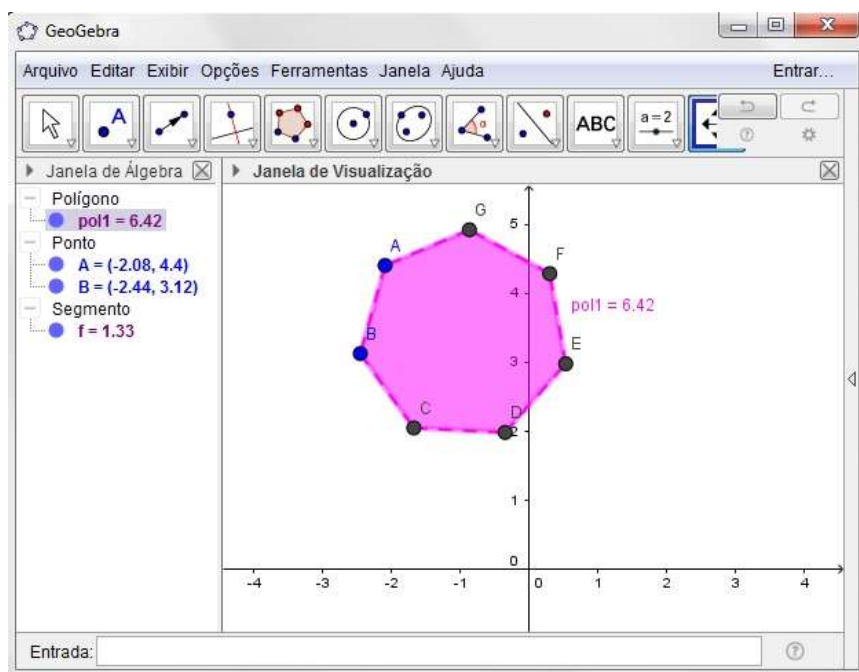 GeoGebra
Arquivo Editar Exibir Opções Ferramentas Janela Ajuda Entrar...
A ABC a = 2
Janela de Álgebra
Polígono
pol1 = 6.42
Ponto
A = (-2.08, 4.4)
B = (-2.44, 3.12)
Segmento
f = 1.33
Janela de Visualização
G
5
A
F
4
pol1 = 6.42
B
E
3
C
D
2
1
0
-4 -3 -2 -1 0 1 2 3 4
Entrada: